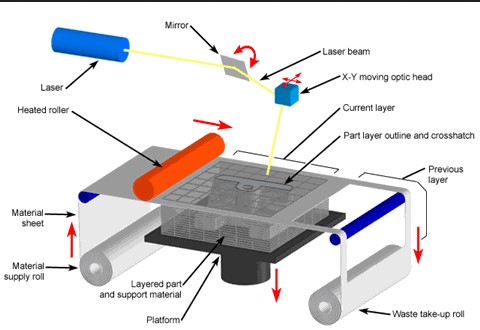 Mirror
Laser beam
Laser
X-Y moving optic head
Heated roller
Current layer
Part layer outline and crosshatch
Previous
layer
Material
sheet
Material
supply roll
Layered part
and support material
Platform
Waste take-up roll